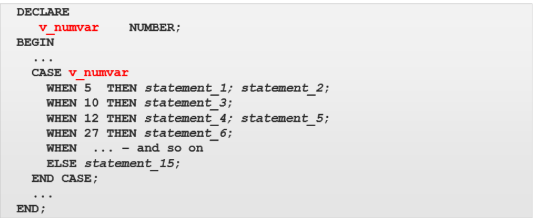 DECLARE
v_numvar NUMBER;
BEGIN
...
CASE v_numvar
WHEN 5 THEN statement_1; statement_2;
WHEN 10 THEN statement_3;
WHEN 12 THEN statement_4; statement_5;
WHEN 27 THEN statement_6;
WHEN ... – and so on
ELSE statement_15;
END CASE;
...
END;